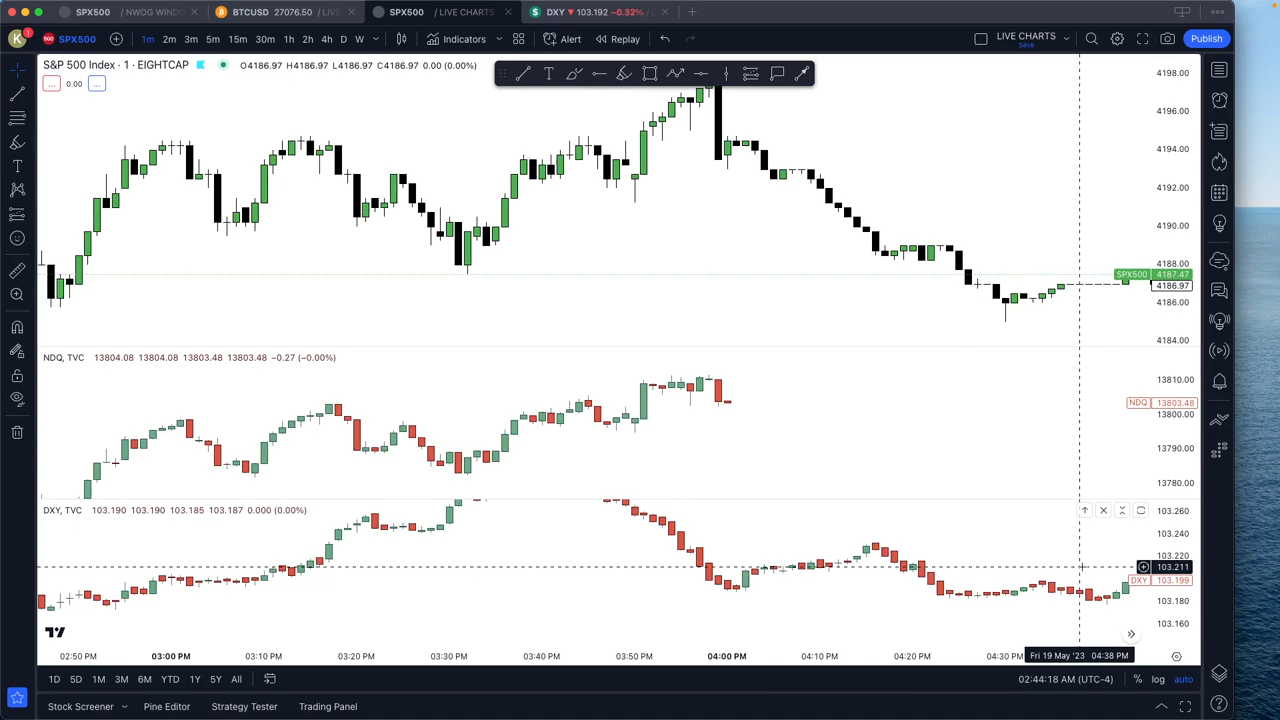 SPX500 / NWOG WINDO
BTCUSD 27076.50 / LIVE
SPX500 / LIVE CHARTS
DXY 103.192 −0.32% / L
K 1
500 SPX500
1m 2m 3m 5m 15m 30m 1h 2h 4h D W
Indicators
Alert
Replay
LIVE CHARTS
Save
Publish
S&P 500 Index · 1 · EIGHTCAP
O4186.97 H4186.97 L4186.97 C4186.97 0.00 (0.00%)
... 0.00 ...
4198.00
4196.00
4194.00
4192.00
4190.00
4188.00
SPX500 4187.47
4186.97
4186.00
4184.00
NDQ, TVC 13804.08 13804.08 13803.48 13803.48 −0.27 (−0.00%)
13810.00
NDQ 13803.48
13800.00
13790.00
13780.00
DXY, TVC 103.190 103.190 103.185 103.187 0.000 (0.00%)
103.260
103.240
103.220
103.211
DXY 103.199
103.180
103.160
02:50 PM 03:00 PM 03:10 PM 03:20 PM 03:30 PM 03:40 PM 03:50 PM 04:00 PM 04:10 PM 04:20 PM 04:30 PM
Fri 19 May '23 04:38 PM
1D 5D 1M 3M 6M YTD 1Y 5Y All
02:44:18 AM (UTC-4)
% log auto
Stock Screener
Pine Editor
Strategy Tester
Trading Panel